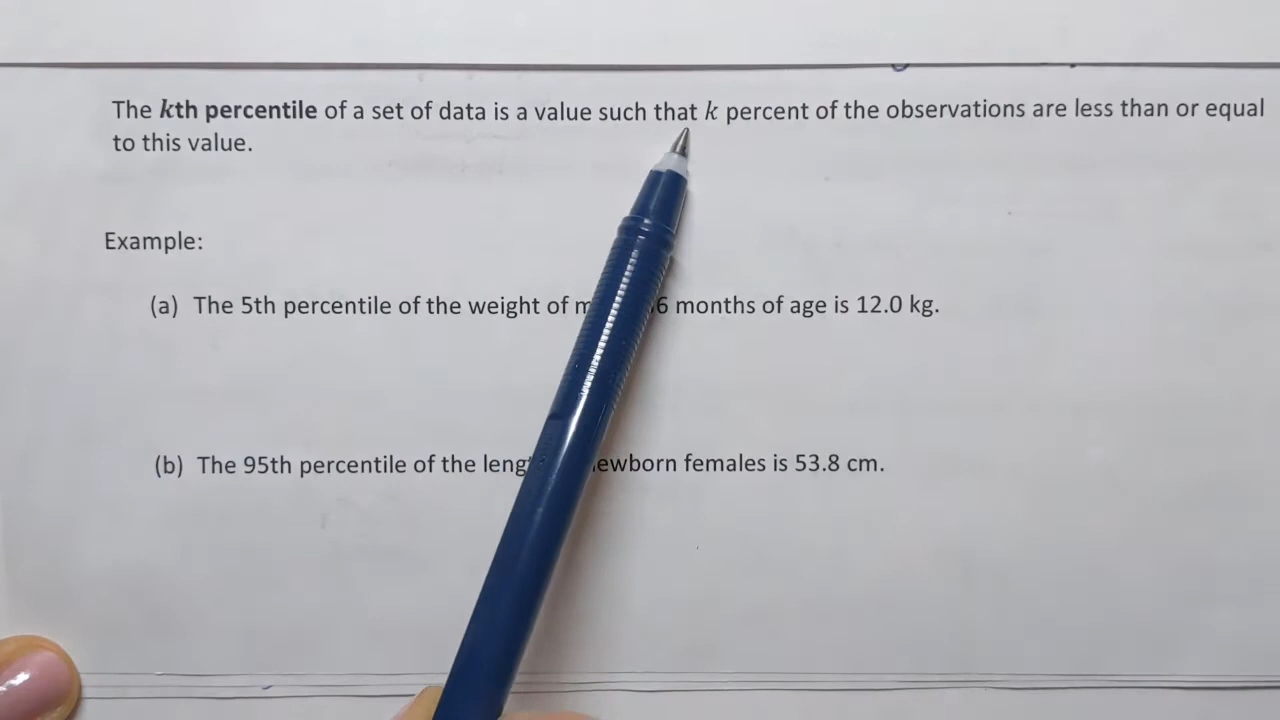 The kth percentile of a set of data is a value such that k percent of the observations are less than or equal
to this value.
Example:
(a) The 5th percentile of the weight of months of age is 12.0 kg.
(b) The 95th percentile of the females is 53.8 cm.